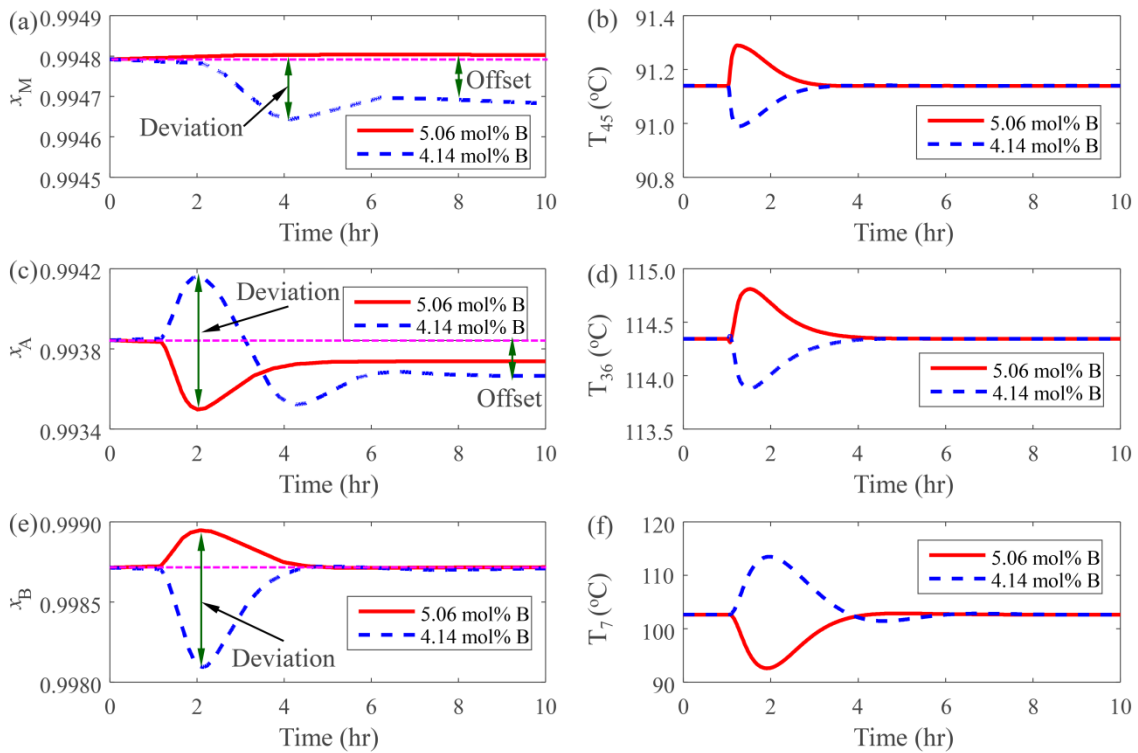 (a)
0.9949
0.9948
0.9947
0.9946
0.9945
x_M
Deviation
Offset
5.06 mol% B
4.14 mol% B
0 2 4 6 8 10
Time (hr)
(b)
91.4
91.2
91.0
90.8
T_45 (°C)
5.06 mol% B
4.14 mol% B
0 2 4 6 8 10
Time (hr)
(c)
0.9942
0.9938
0.9934
x_A
Deviation
5.06 mol% B
4.14 mol% B
Offset
0 2 4 6 8 10
Time (hr)
(d)
115.0
114.5
114.0
113.5
T_36 (°C)
5.06 mol% B
4.14 mol% B
0 2 4 6 8 10
Time (hr)
(e)
0.9990
0.9985
0.9980
x_B
5.06 mol% B
4.14 mol% B
Deviation
0 2 4 6 8 10
Time (hr)
(f)
120
110
100
90
T_7 (°C)
5.06 mol% B
4.14 mol% B
0 2 4 6 8 10
Time (hr)